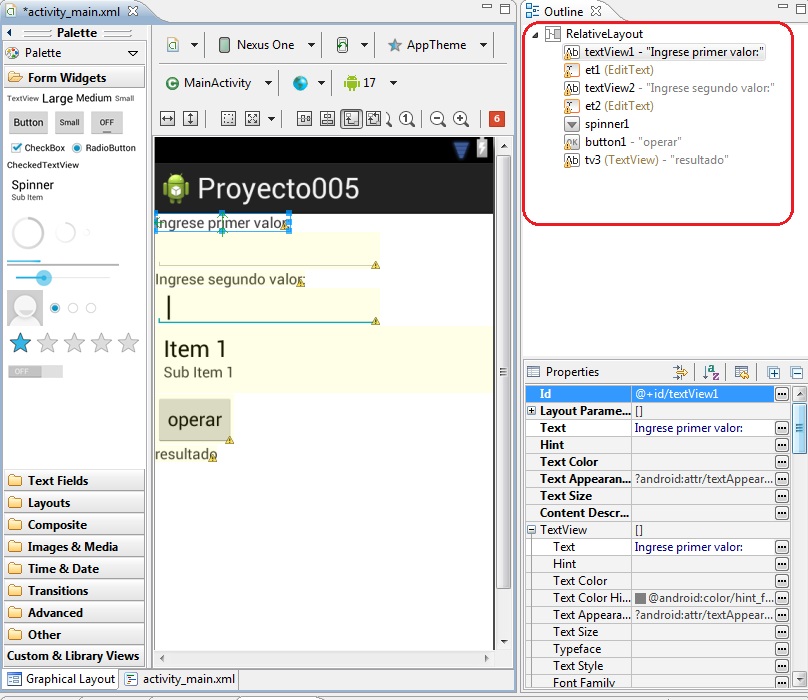 *activity_main.xml
Palette
Palette
Form Widgets
TextView Large Medium Small
Button Small OFF
CheckBox RadioButton
CheckedTextView
Spinner
Sub Item
OFF
Text Fields
Layouts
Composite
Images & Media
Time & Date
Transitions
Advanced
Other
Custom & Library Views
Graphical Layout
activity_main.xml
Nexus One
AppTheme
MainActivity
17
1
6
Proyecto005
Ingrese primer valor:
Ingrese segundo valor:
Item 1
Sub Item 1
operar
resultado
Outline
RelativeLayout
Ab textView1 - "Ingrese primer valor:"
et1 (EditText)
Ab textView2 - "Ingrese segundo valor:"
et2 (EditText)
spinner1
OK button1 - "operar"
Ab tv3 (TextView) - "resultado"
Properties
Id @+id/textView1
Layout Parame... []
Text Ingrese primer valor:
Hint
Text Color
Text Appearan... ?android:attr/textAppear...
Text Size
Content Descr...
TextView []
Text Ingrese primer valor:
Hint
Text Color
Text Color Hi... @android:color/hint_f...
Text Appeara... ?android:attr/textAppear...
Text Size
Typeface
Text Style
Font Family